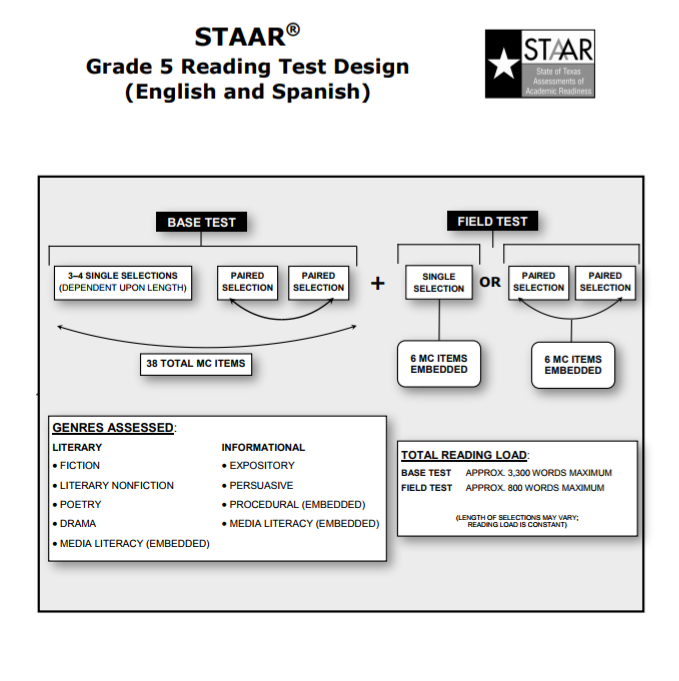 STAAR®
Grade 5 Reading Test Design
(English and Spanish)
STAAR
State of Texas
Assessments of
Academic Readiness
BASE TEST
FIELD TEST
3–4 SINGLE SELECTIONS
(DEPENDENT UPON LENGTH)
PAIRED
SELECTION
PAIRED
SELECTION
+
SINGLE
SELECTION
OR
PAIRED
SELECTION
PAIRED
SELECTION
38 TOTAL MC ITEMS
6 MC ITEMS
EMBEDDED
6 MC ITEMS
EMBEDDED
GENRES ASSESSED:
LITERARY
• FICTION
• LITERARY NONFICTION
• POETRY
• DRAMA
• MEDIA LITERACY (EMBEDDED)
INFORMATIONAL
• EXPOSITORY
• PERSUASIVE
• PROCEDURAL (EMBEDDED)
• MEDIA LITERACY (EMBEDDED)
TOTAL READING LOAD:
BASE TEST APPROX. 3,300 WORDS MAXIMUM
FIELD TEST APPROX. 800 WORDS MAXIMUM
(LENGTH OF SELECTIONS MAY VARY;
READING LOAD IS CONSTANT)